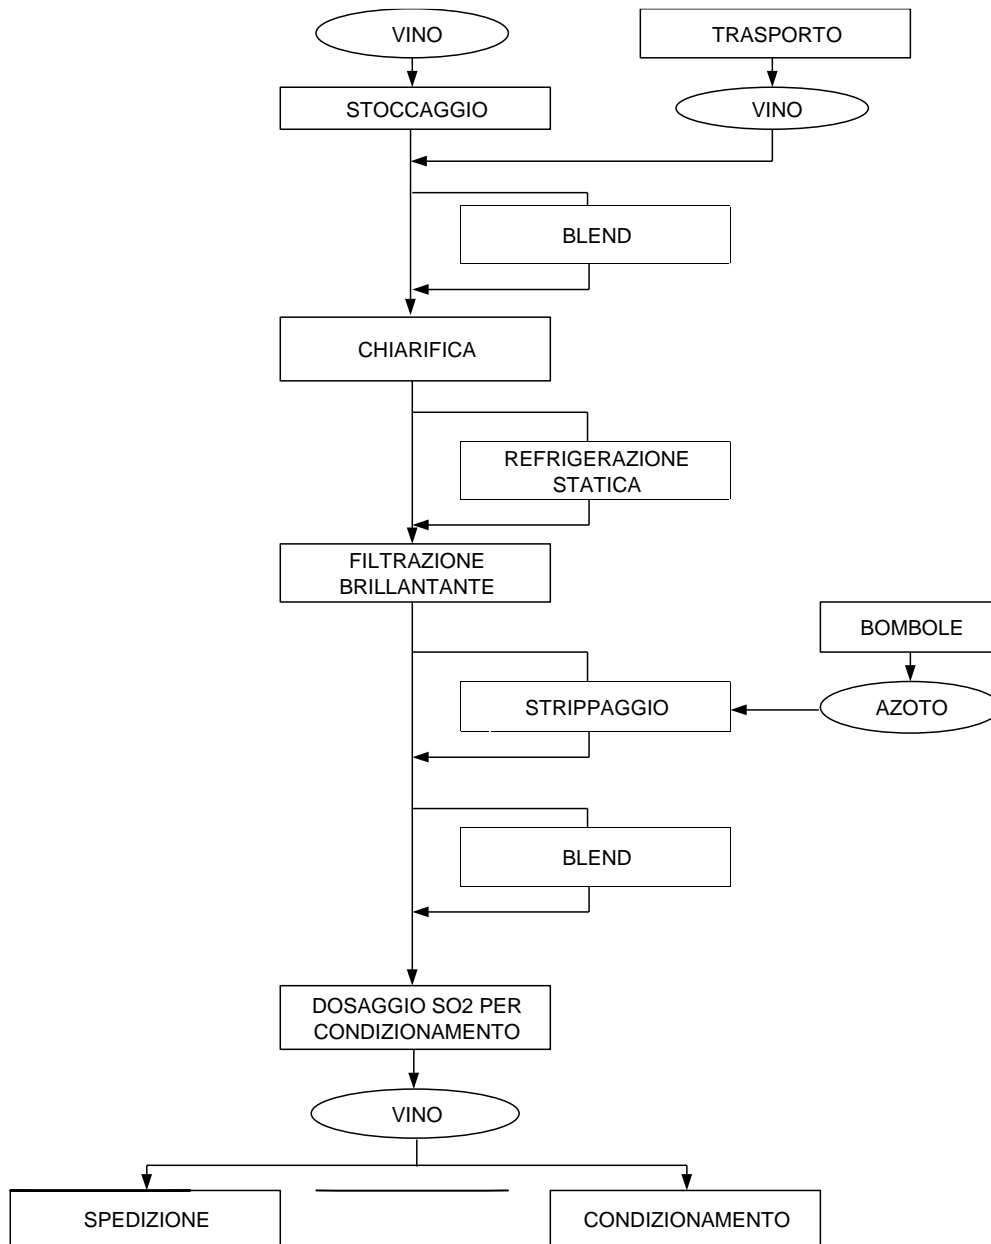 VINO
TRASPORTO
STOCCAGGIO
VINO
BLEND
CHIARIFICA
REFRIGERAZIONE
STATICA
FILTRAZIONE
BRILLANTANTE
BOMBOLE
STRIPPAGGIO
AZOTO
BLEND
DOSAGGIO SO2 PER
CONDIZIONAMENTO
VINO
SPEDIZIONE
CONDIZIONAMENTO